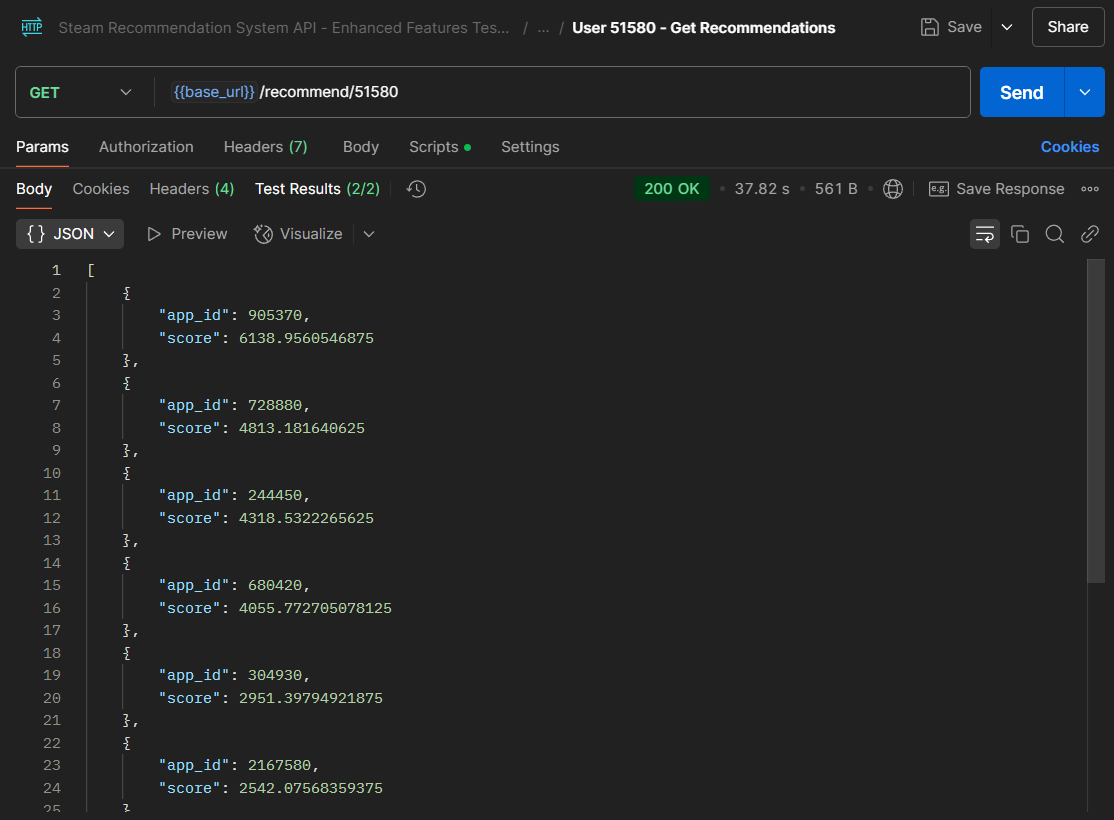 HTTP Steam Recommendation System API - Enhanced Features Tes... / ... / User 51580 - Get Recommendations Save Share
GET {{base_url}} /recommend/51580 Send
Params Authorization Headers (7) Body Scripts Settings Cookies
Body Cookies Headers (4) Test Results (2/2) 200 OK • 37.82 s • 561 B • e.g. Save Response
{} JSON Preview Visualize
1 [
2 {
3 "app_id": 905370,
4 "score": 6138.9560546875
5 },
6 {
7 "app_id": 728880,
8 "score": 4813.181640625
9 },
10 {
11 "app_id": 244450,
12 "score": 4318.5322265625
13 },
14 {
15 "app_id": 680420,
16 "score": 4055.772705078125
17 },
18 {
19 "app_id": 304930,
20 "score": 2951.39794921875
21 },
22 {
23 "app_id": 2167580,
24 "score": 2542.07568359375
25 }